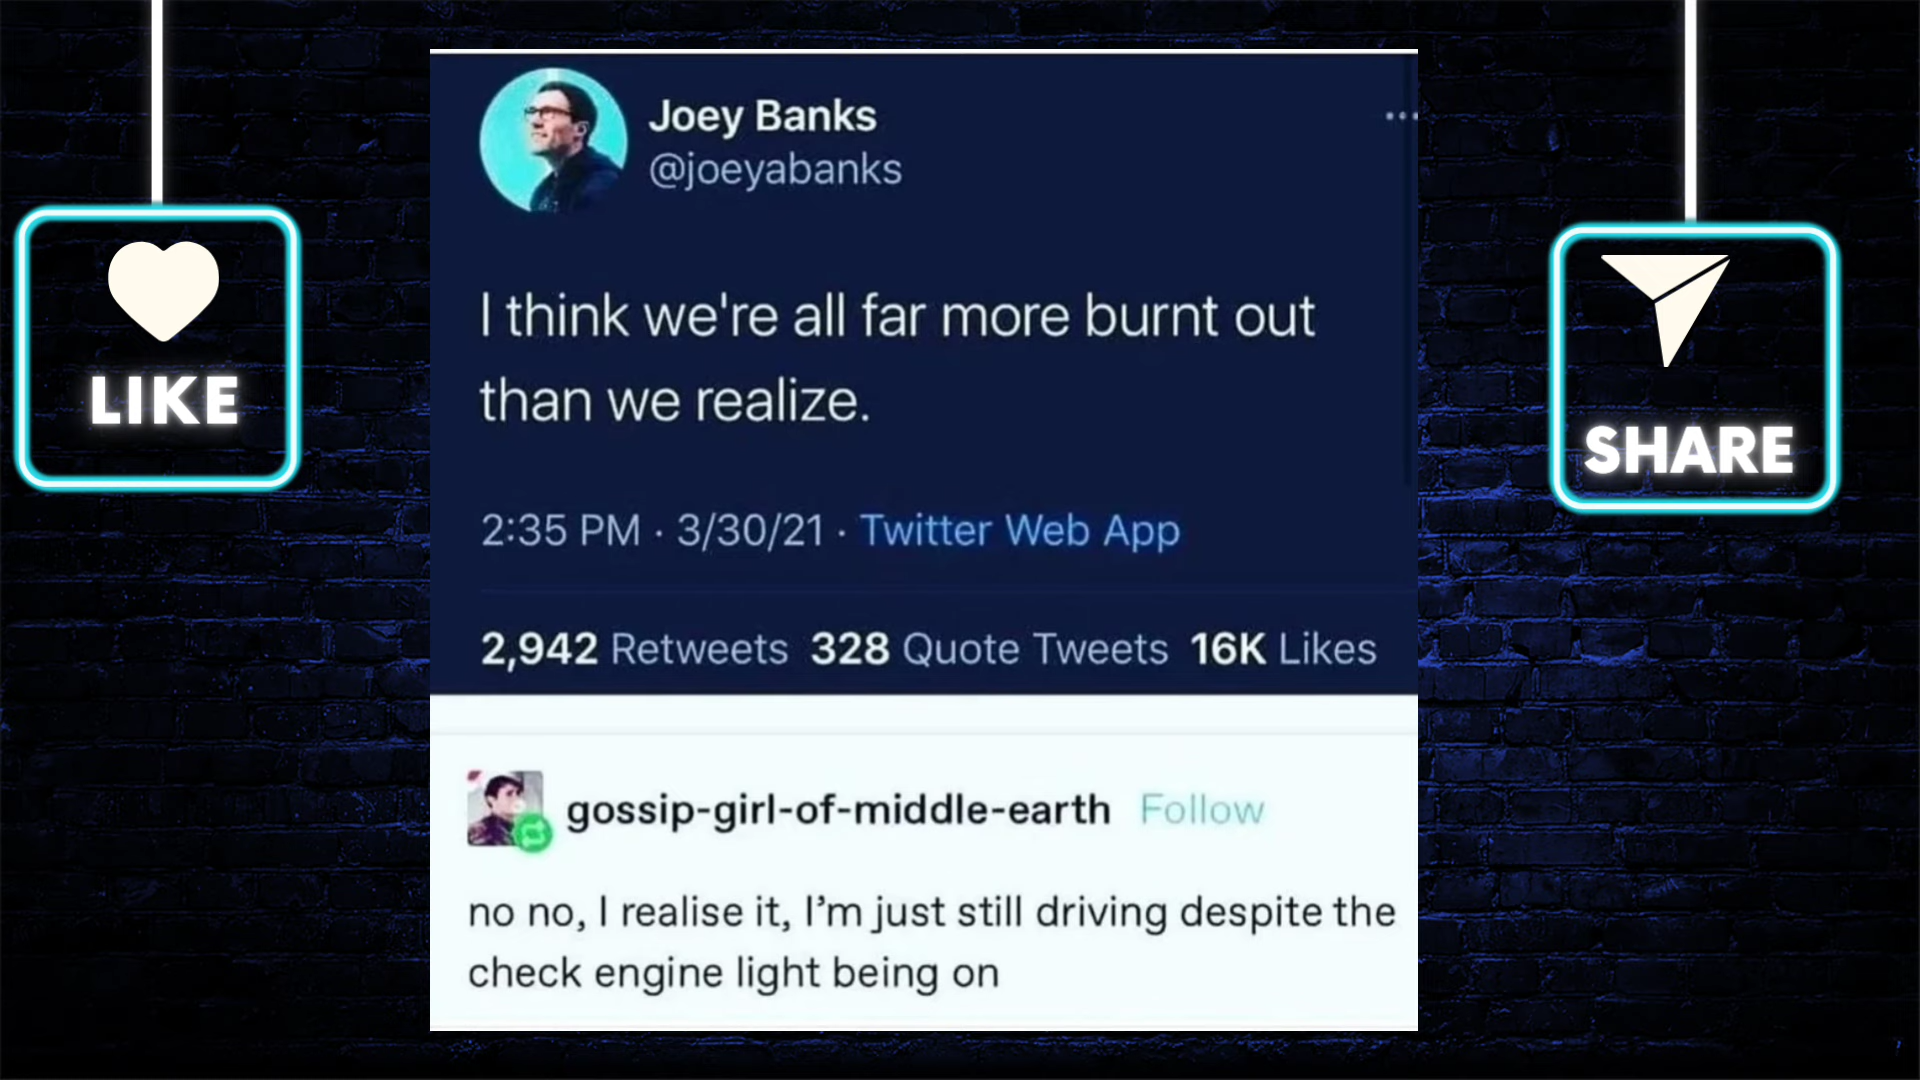 LIKE
SHARE
Joey Banks
@joeyabanks
I think we're all far more burnt out
than we realize.
2:35 PM · 3/30/21 · Twitter Web App
2,942 Retweets 328 Quote Tweets 16K Likes
gossip-girl-of-middle-earth Follow
no no, I realise it, I’m just still driving despite the
check engine light being on